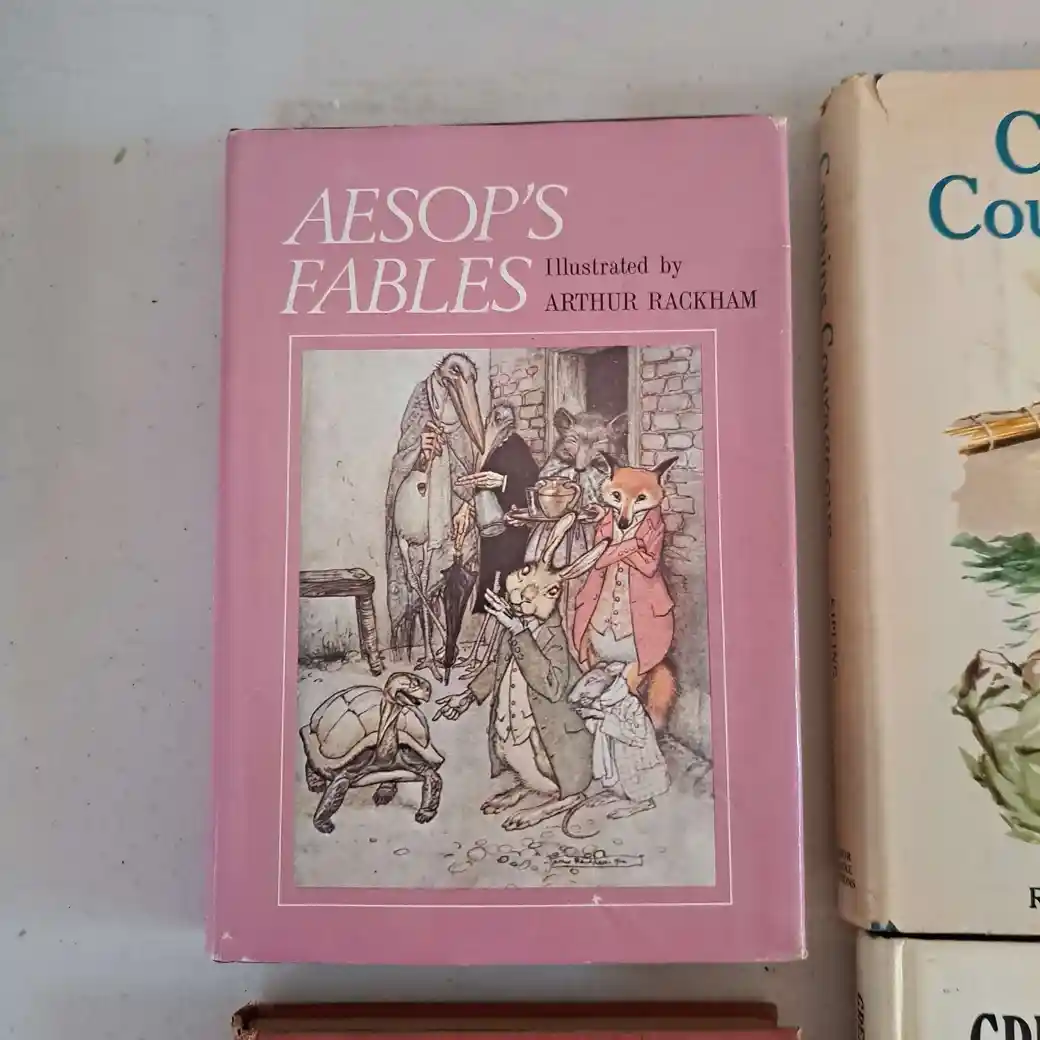 AESOP'S
FABLES
Illustrated by
ARTHUR RACKHAM
C
Cou
Captains Courageous
KIPLING
R